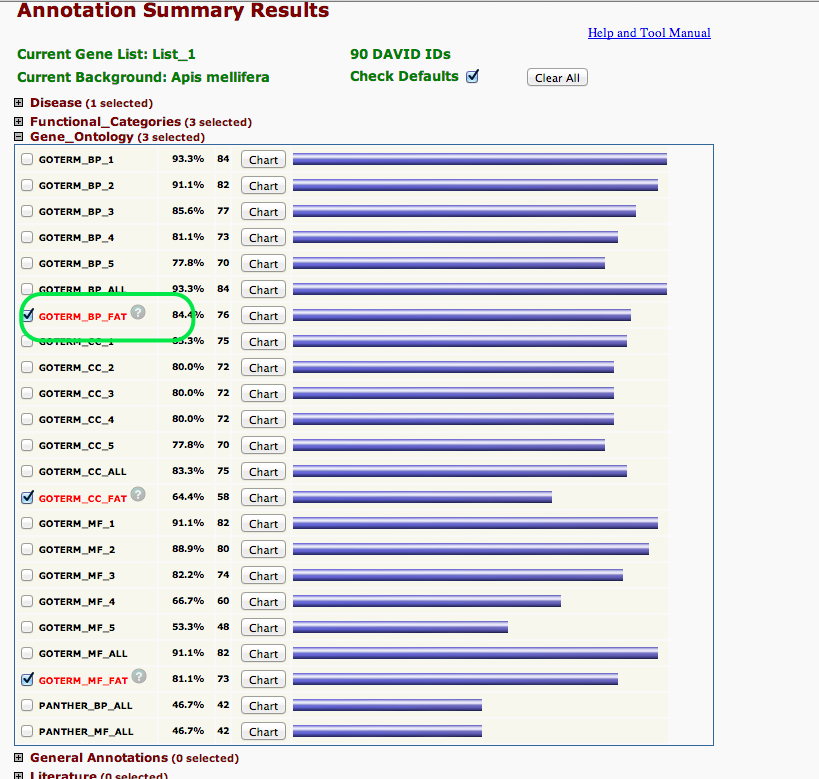 Annotation Summary Results
Help and Tool Manual
Current Gene List: List_1 90 DAVID IDs
Current Background: Apis mellifera Check Defaults Clear All
Disease (1 selected)
Functional_Categories (3 selected)
Gene_Ontology (3 selected)
GOTERM_BP_1 93.3% 84 Chart
GOTERM_BP_2 91.1% 82 Chart
GOTERM_BP_3 85.6% 77 Chart
GOTERM_BP_4 81.1% 73 Chart
GOTERM_BP_5 77.8% 70 Chart
GOTERM_BP_ALL 93.3% 84 Chart
GOTERM_BP_FAT ? 84.4% 76 Chart
GOTERM_CC_1 83.3% 75 Chart
GOTERM_CC_2 80.0% 72 Chart
GOTERM_CC_3 80.0% 72 Chart
GOTERM_CC_4 80.0% 72 Chart
GOTERM_CC_5 77.8% 70 Chart
GOTERM_CC_ALL 83.3% 75 Chart
GOTERM_CC_FAT ? 64.4% 58 Chart
GOTERM_MF_1 91.1% 82 Chart
GOTERM_MF_2 88.9% 80 Chart
GOTERM_MF_3 82.2% 74 Chart
GOTERM_MF_4 66.7% 60 Chart
GOTERM_MF_5 53.3% 48 Chart
GOTERM_MF_ALL 91.1% 82 Chart
GOTERM_MF_FAT ? 81.1% 73 Chart
PANTHER_BP_ALL 46.7% 42 Chart
PANTHER_MF_ALL 46.7% 42 Chart
General Annotations (0 selected)
Literature (0 selected)